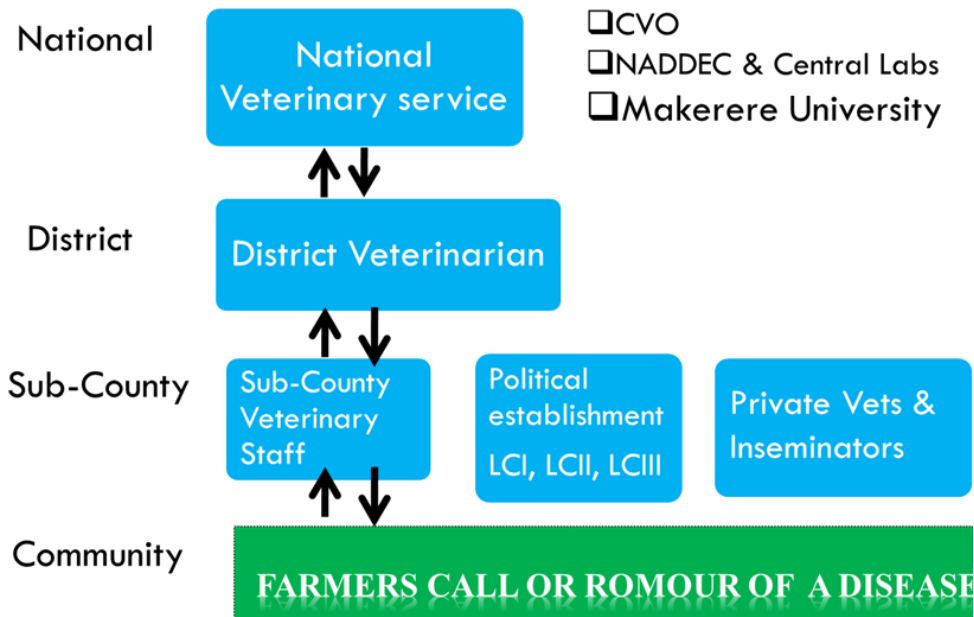 National
National
Veterinary service
❑CVO
❑NADDEC & Central Labs
❑Makerere University
District
District Veterinarian
Sub-County
Sub-County
Veterinary
Staff
Political
establishment
LCI, LCII, LCIII
Private Vets &
Inseminators
Community
FARMERS CALL OR ROMOUR OF A DISEASE